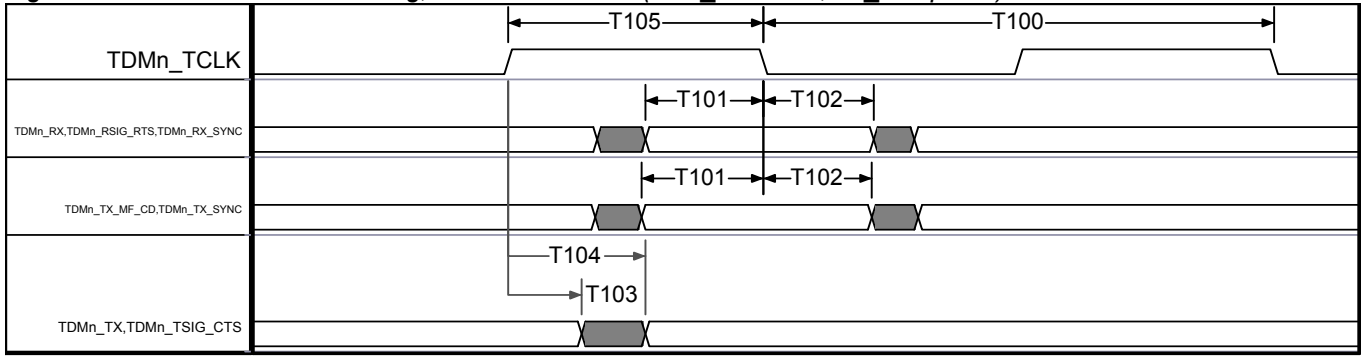 T105 T100
TDMn_TCLK
T101 T102
TDMn_RX,TDMn_RSIG_RTS,TDMn_RX_SYNC
T101 T102
TDMn_TX_MF_CD,TDMn_TX_SYNC
T104
T103
TDMn_TX,TDMn_TSIG_CTS